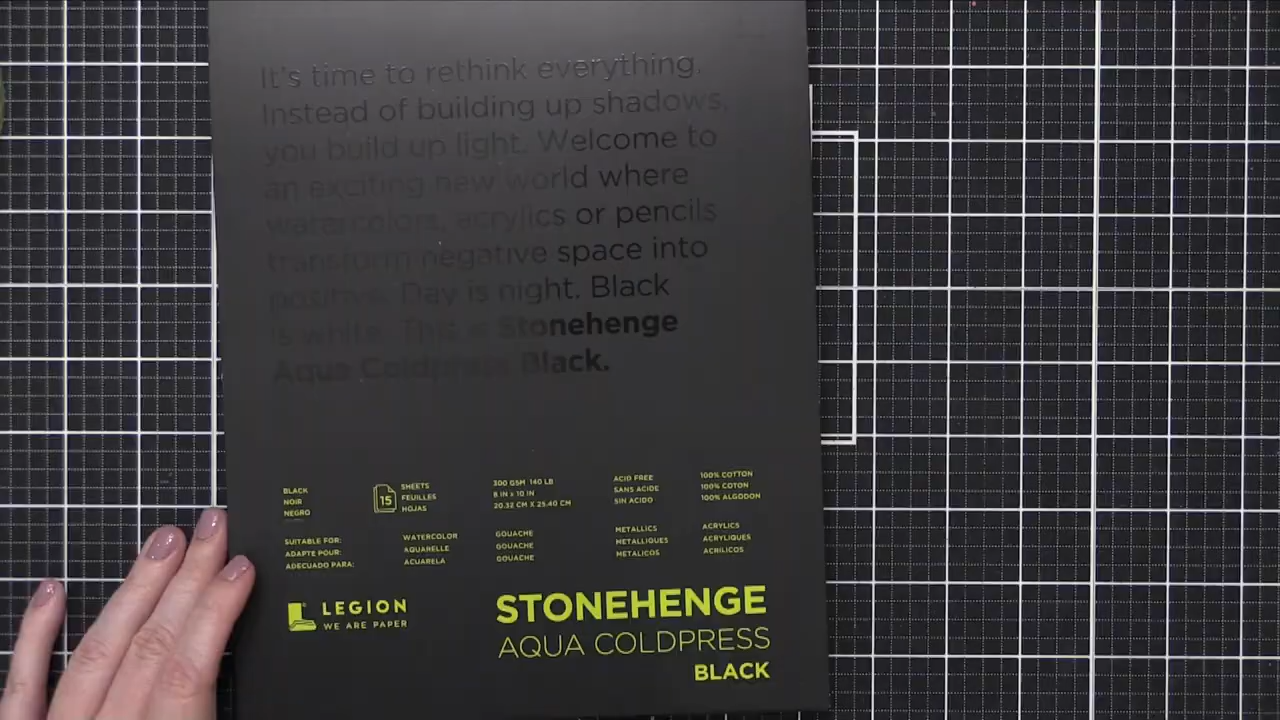 It's time to rethink everything.
Instead of building up shadows,
you build up light. Welcome to
an exciting new world where
watercolors, acrylics or pencils
transform negative space into
positive. Day is night. Black
is white. This is Stonehenge
Aqua Coldpress Black.
BLACK
NOIR
NEGRO
15
SHEETS
FEUILLES
HOJAS
300 GSM 140 LB
8 IN x 10 IN
20.32 CM X 25.40 CM
ACID FREE
SANS ACIDE
SIN ACIDO
100% COTTON
100% COTON
100% ALGODON
SUITABLE FOR:
ADAPTE POUR:
ADECUADO PARA:
WATERCOLOR
AQUARELLE
ACUARELA
GOUACHE
GOUACHE
GOUACHE
METALLICS
METALLIQUES
METALICOS
ACRYLICS
ACRYLIQUES
ACRILICOS
LEGION
WE ARE PAPER
STONEHENGE
AQUA COLDPRESS
BLACK